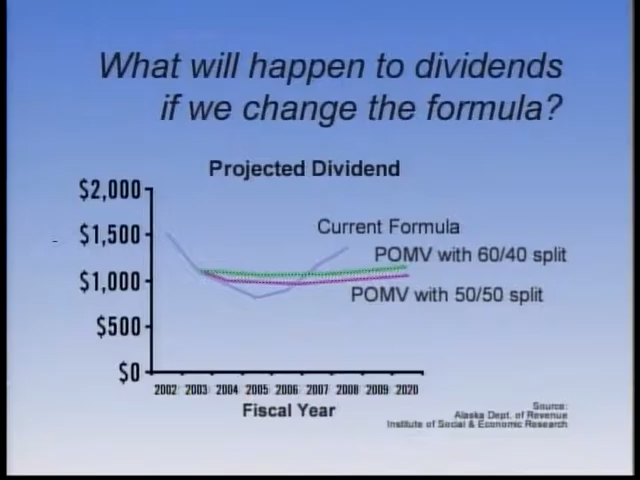 What will happen to dividends
if we change the formula?
Projected Dividend
$2,000
$1,500
$1,000
$500
$0
Current Formula
POMV with 60/40 split
POMV with 50/50 split
2002 2003 2004 2005 2006 2007 2008 2009 2020
Fiscal Year
Source:
Alaska Dept. of Revenue
Institute of Social & Economic Research